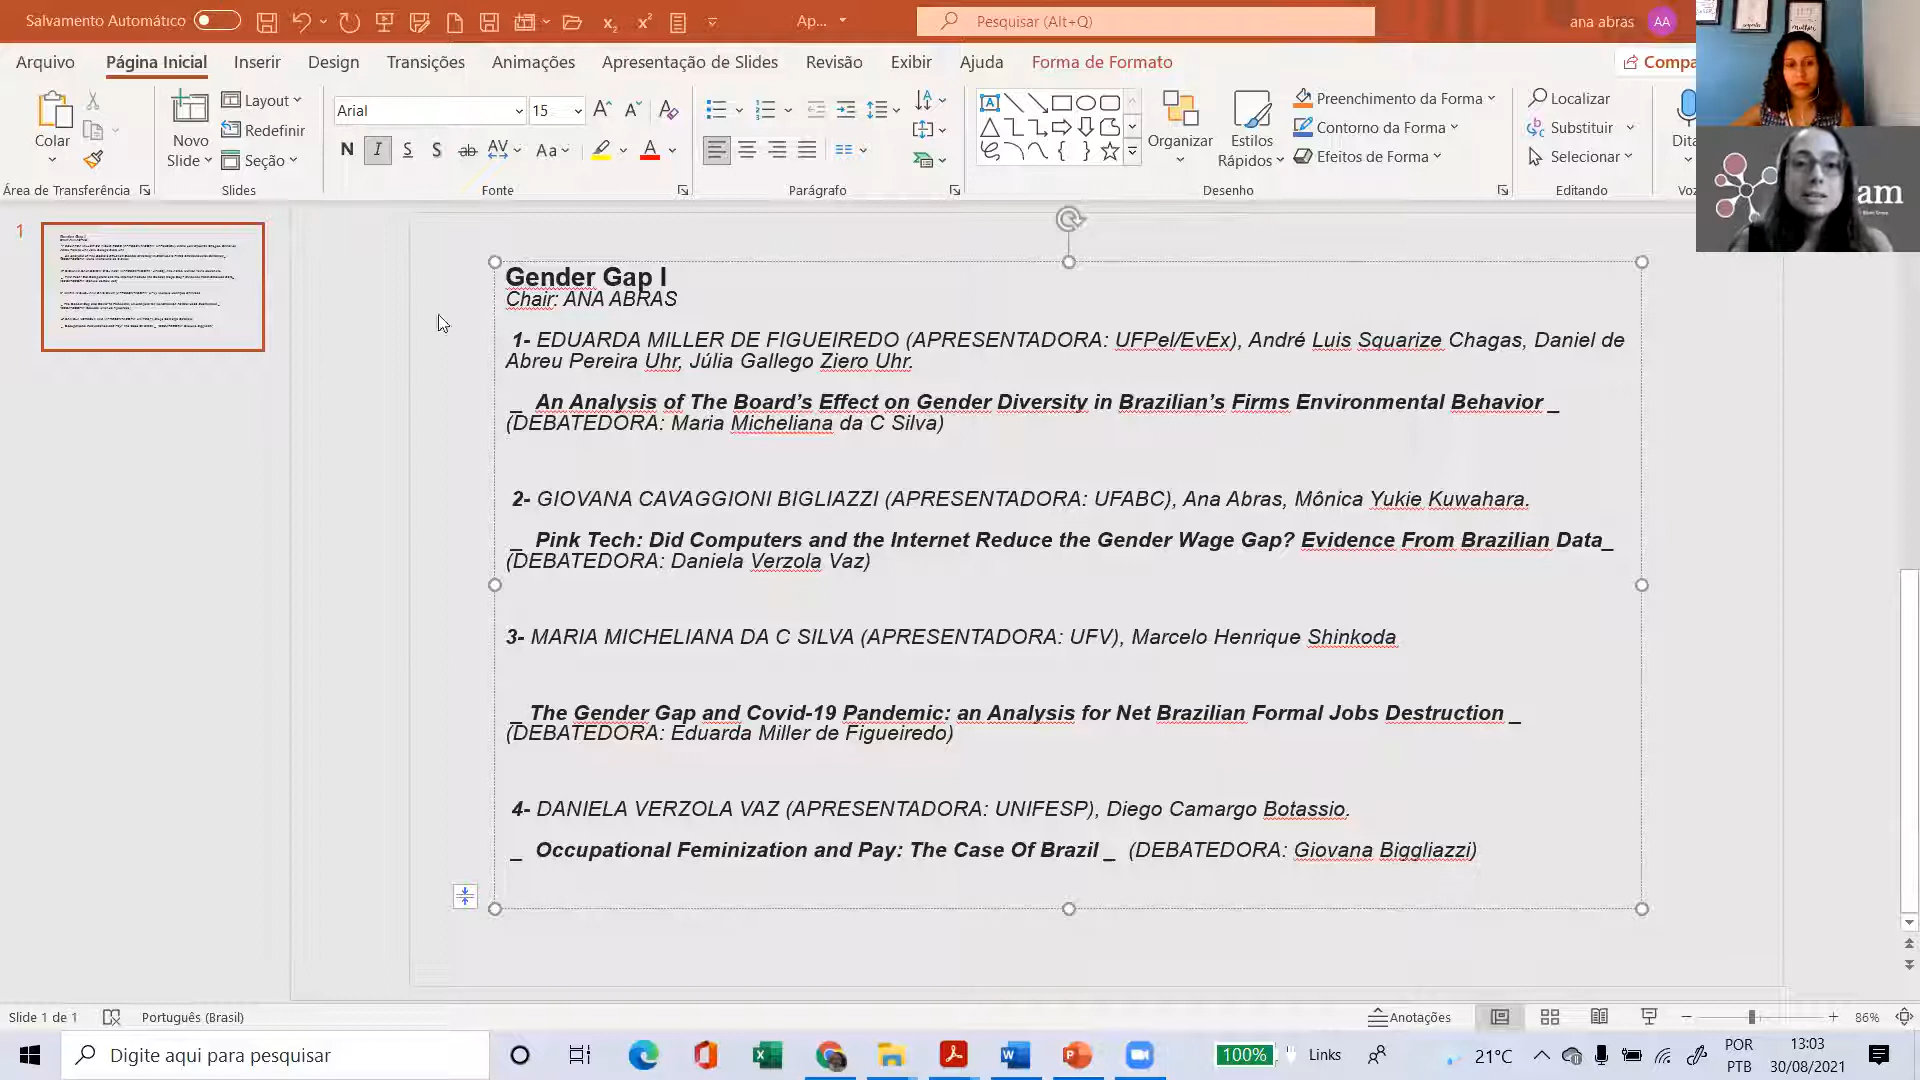 Salvamento Automático
Ap...
Pesquisar (Alt+Q)
ana abras
AA
Arquivo
Página Inicial
Inserir
Design
Transições
Animações
Apresentação de Slides
Revisão
Exibir
Ajuda
Forma de Formato
Compa
Colar
Novo
Slide
Layout
Redefinir
Seção
Arial
15
N
I
S
S
ab
AV
Aa
A
Organizar
Estilos
Rápidos
Preenchimento da Forma
Contorno da Forma
Efeitos de Forma
Localizar
Substituir
Selecionar
Dita
am
Área de Transferência
Slides
Fonte
Parágrafo
Desenho
Editando
Voz
1
Gender Gap I
Chair: ANA ABRAS
1- EDUARDA MILLER DE FIGUEIREDO (APRESENTADORA: UFPel/EvEx), André Luis Squarize Chagas, Daniel de
Abreu Pereira Uhr, Júlia Gallego Ziero Uhr.
_ An Analysis of The Board's Effect on Gender Diversity in Brazilian's Firms Environmental Behavior _
(DEBATEDORA: Maria Micheliana da C Silva)
2- GIOVANA CAVAGGIONI BIGLIAZZI (APRESENTADORA: UFABC), Ana Abras, Mônica Yukie Kuwahara.
_ Pink Tech: Did Computers and the Internet Reduce the Gender Wage Gap? Evidence From Brazilian Data_
(DEBATEDORA: Daniela Verzola Vaz)
3- MARIA MICHELIANA DA C SILVA (APRESENTADORA: UFV), Marcelo Henrique Shinkoda
_ The Gender Gap and Covid-19 Pandemic: an Analysis for Net Brazilian Formal Jobs Destruction _
(DEBATEDORA: Eduarda Miller de Figueiredo)
4- DANIELA VERZOLA VAZ (APRESENTADORA: UNIFESP), Diego Camargo Botassio.
_ Occupational Feminization and Pay: The Case Of Brazil _ (DEBATEDORA: Giovana Biggliazzi)
Slide 1 de 1
Português (Brasil)
Anotações
86%
Digite aqui para pesquisar
100%
Links
21°C
POR
PTB
13:03
30/08/2021